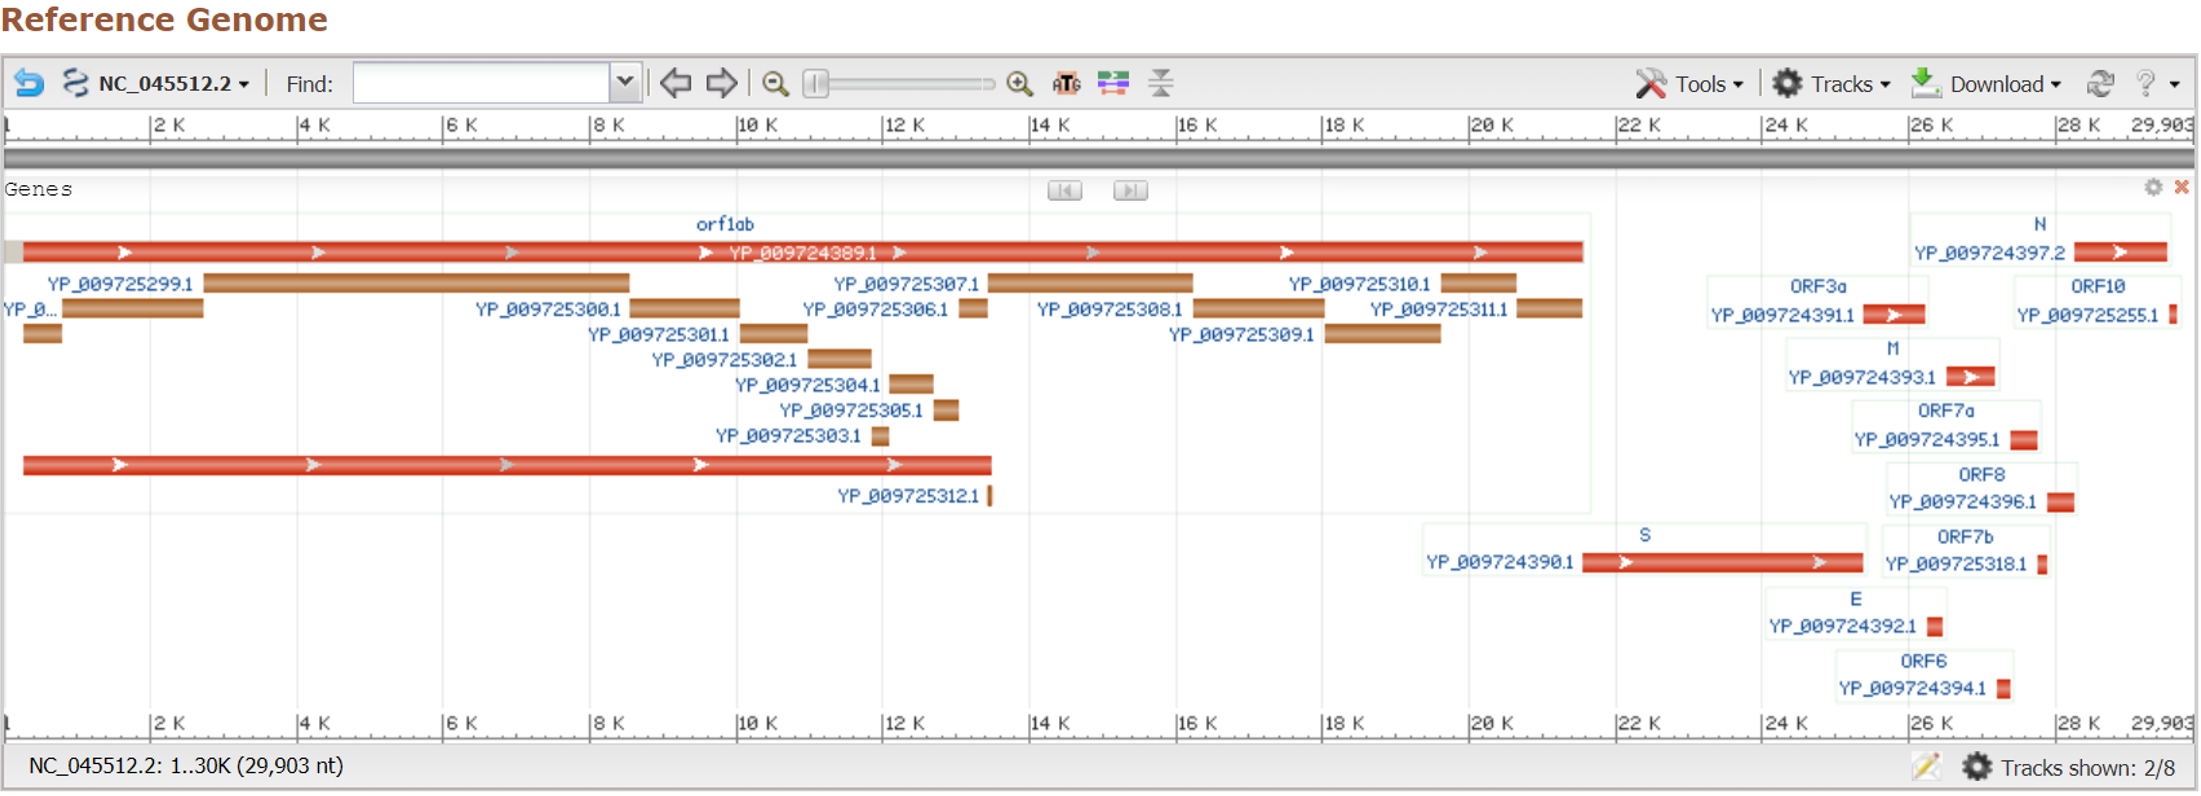 Reference Genome
NC_045512.2 Find: ATG Tools Tracks Download ?
1 2 K 4 K 6 K 8 K 10 K 12 K 14 K 16 K 18 K 20 K 22 K 24 K 26 K 28 K 29,903
Genes
orf1ab N
YP_009724389.1 YP_009724397.2
YP_009725299.1 YP_009725307.1 YP_009725310.1 ORF3a ORF10
YP_0... YP_009725300.1 YP_009725306.1 YP_009725308.1 YP_009725311.1 YP_009724391.1 YP_009725255.1
YP_009725301.1 YP_009725309.1
M
YP_009725302.1
YP_009725304.1 YP_009724393.1
YP_009725305.1 ORF7a
YP_009725303.1 YP_009724395.1
ORF8
YP_009725312.1 YP_009724396.1
S ORF7b
YP_009724390.1 YP_009725318.1
E
YP_009724392.1
ORF6
YP_009724394.1
1 2 K 4 K 6 K 8 K 10 K 12 K 14 K 16 K 18 K 20 K 22 K 24 K 26 K 28 K 29,903
NC_045512.2: 1..30K (29,903 nt) Tracks shown: 2/8